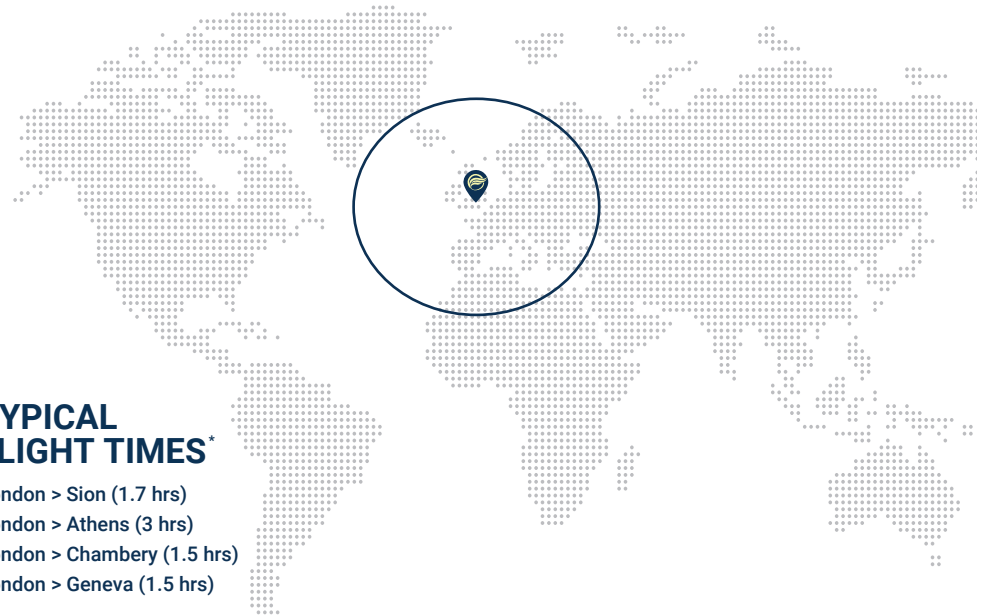 YPICAL
LIGHT TIMES*
ndon > Sion (1.7 hrs)
ndon > Athens (3 hrs)
ndon > Chambery (1.5 hrs)
ndon > Geneva (1.5 hrs)